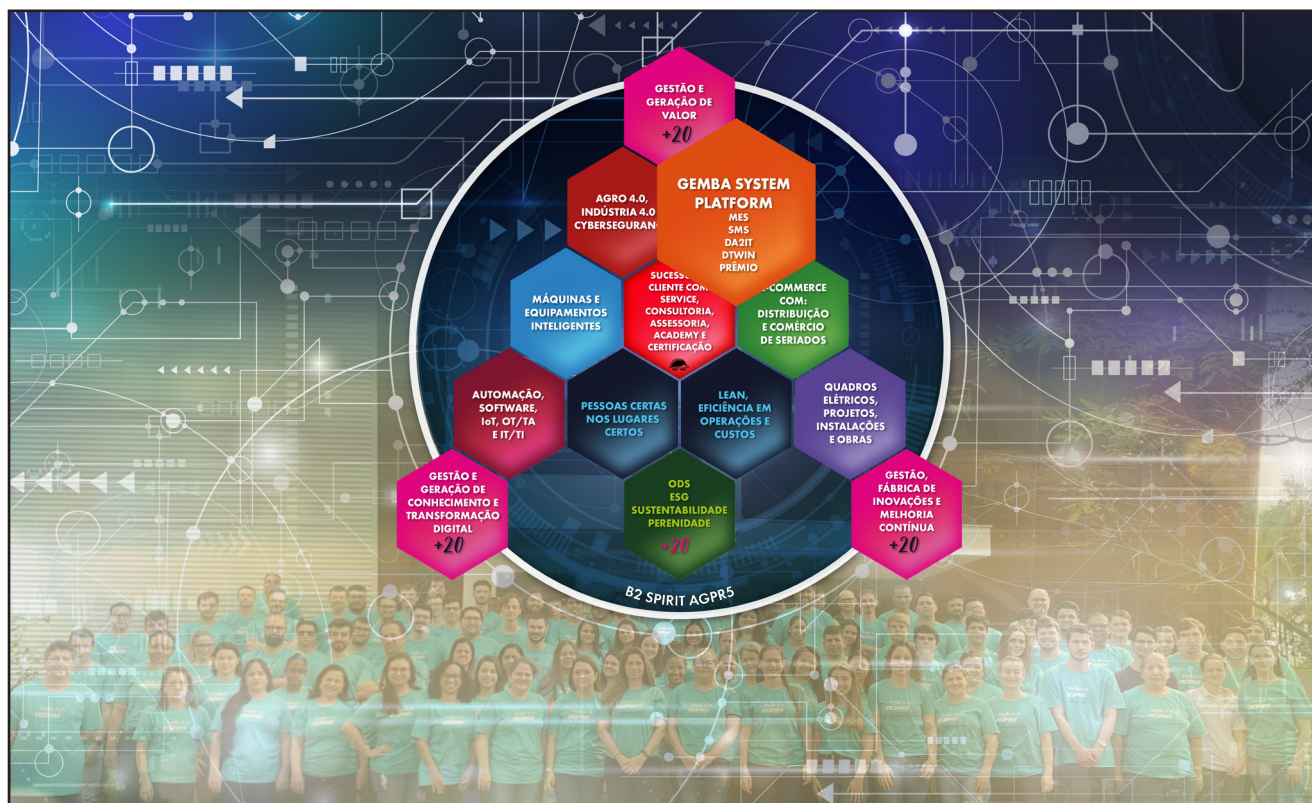 GESTÃO E
GERAÇÃO DE
VALOR
+20
GEMBA SYSTEM
PLATFORM
MES
SMS
DA2IT
DTWIN
PRÊMIO
AGRO 4.0,
INDÚSTRIA 4.0
MÁQUINAS E
EQUIPAMENTOS
INTELIGENTES
CLIENTE COM
SERVICE,
CONSULTORIA,
ASSESSORIA,
ACADEMY E
CERTIFICAÇÃO
-COMMERCE
COM:
DISTRIBUIÇÃO
E COMÉRCIO
DE SERIADOS
AUTOMAÇÃO,
SOFTWARE,
IoT, OT/TA
E IT/TI
PESSOAS CERTAS
NOS LUGARES
CERTOS
LEAN,
EFICIÊNCIA EM
OPERAÇÕES E
CUSTOS
QUADROS
ELÉTRICOS,
PROJETOS,
INSTALAÇÕES
E OBRAS
GESTÃO E
GERAÇÃO DE
CONHECIMENTO E
TRANSFORMAÇÃO
DIGITAL
+20
ODS
ESG
SUSTENTABILIDADE
PERENIDADE
+20
GESTÃO,
FÁBRICA DE
INOVAÇÕES E
MELHORIA
CONTÍNUA
+20
B2 SPIRIT AGPR5